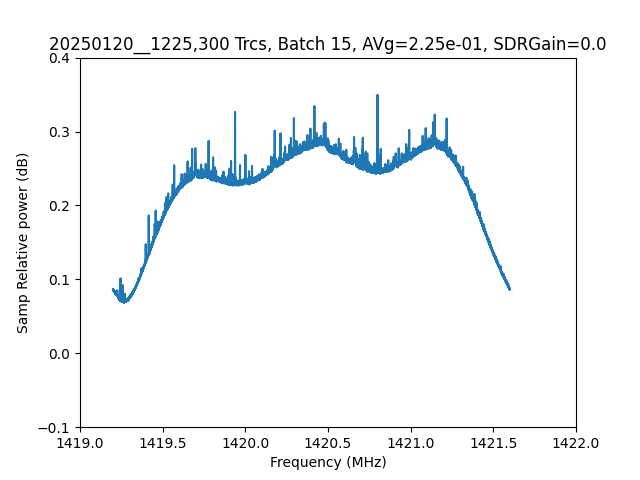 20250120__1225,300 Trcs, Batch 15, AVg=2.25e-01, SDRGain=0.0
0.4
0.3
0.2
0.1
0.0
−0.1
Samp Relative power (dB)
1419.0 1419.5 1420.0 1420.5 1421.0 1421.5 1422.0
Frequency (MHz)